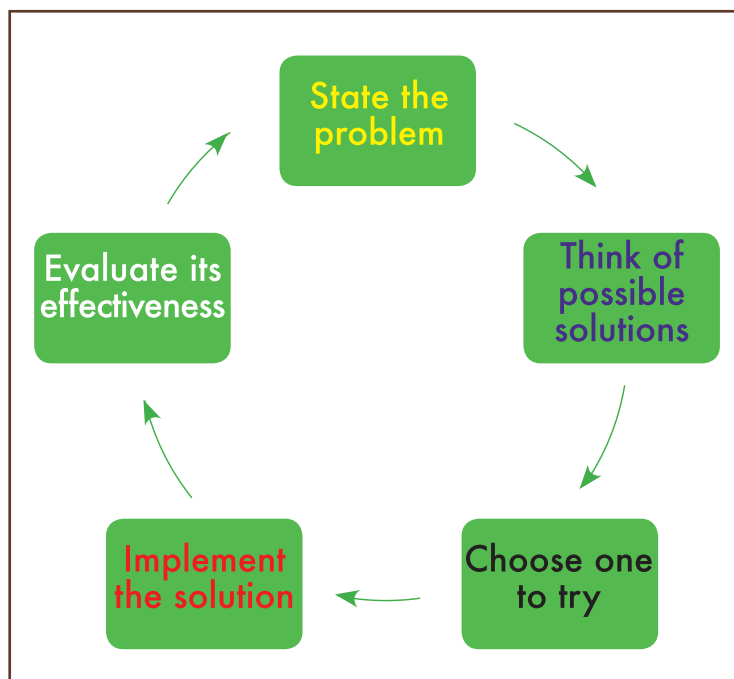 State the
problem
Think of
possible
solutions
Choose one
to try
Implement
the solution
Evaluate its
effectiveness